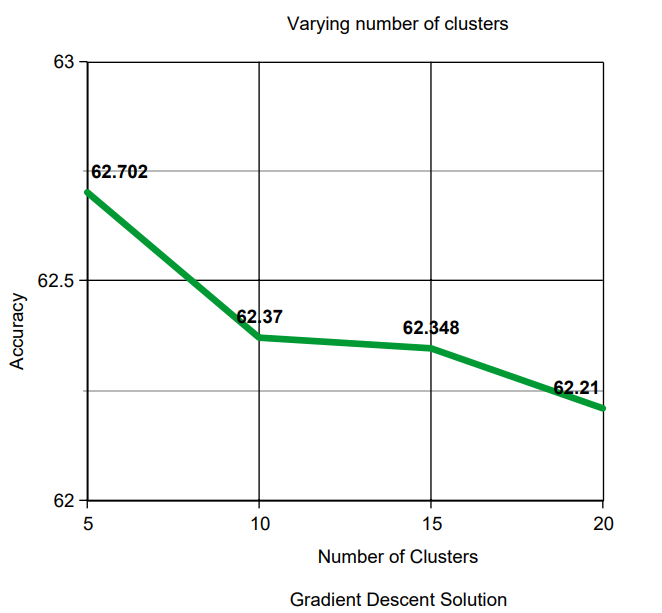 Varying number of clusters
63
62.702
62.5
62.37
62.348
62.21
Accuracy
62
5 10 15 20
Number of Clusters
Gradient Descent Solution